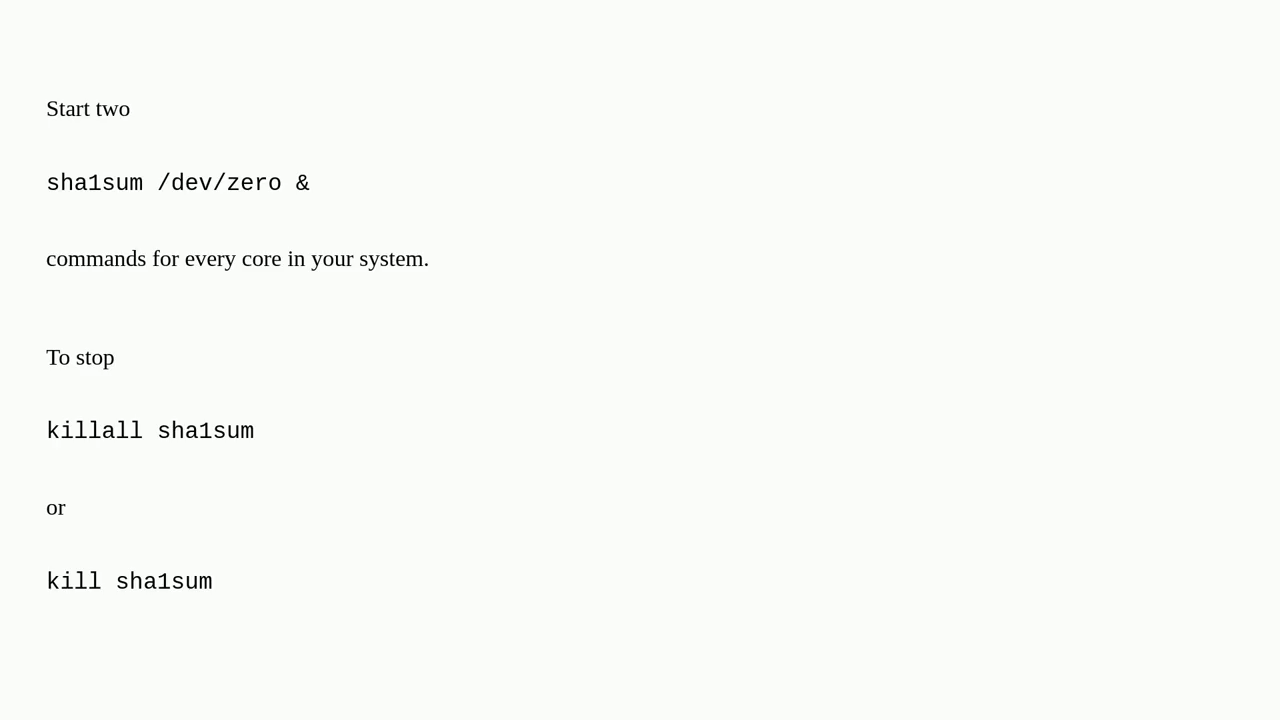 Start two
sha1sum /dev/zero &
commands for every core in your system.
To stop
killall sha1sum
or
kill sha1sum